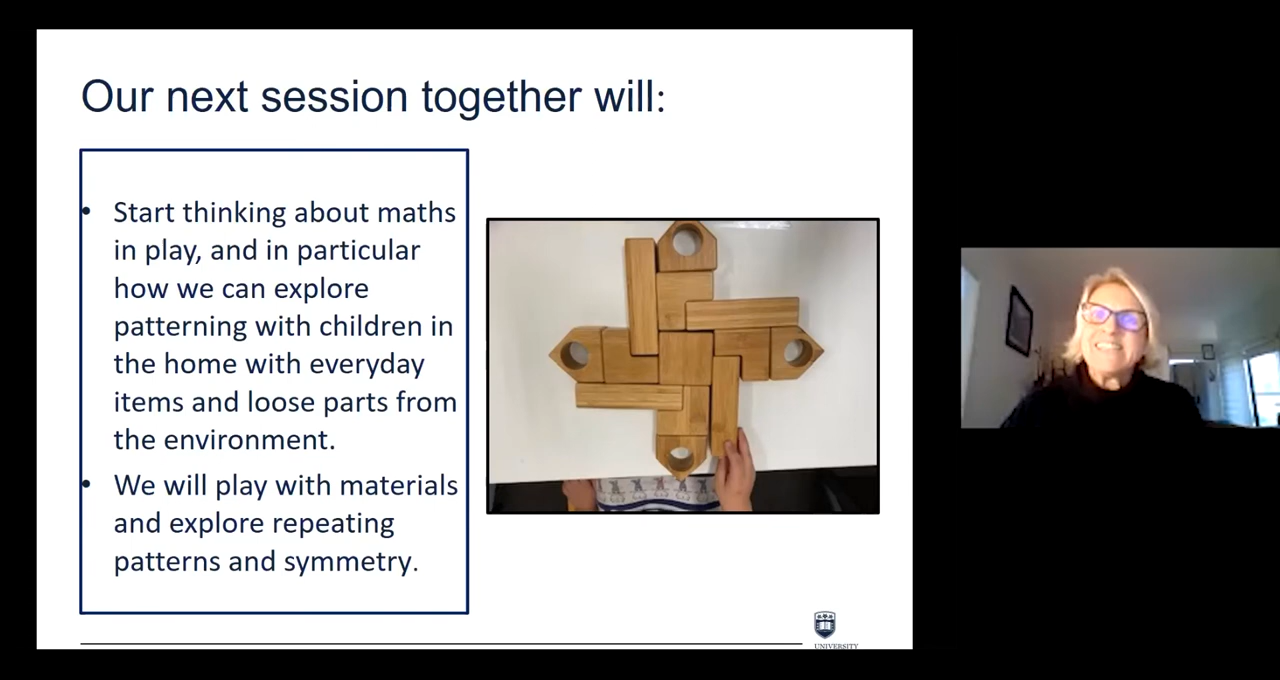 Our next session together will:
• Start thinking about maths
in play, and in particular
how we can explore
patterning with children in
the home with everyday
items and loose parts from
the environment.
• We will play with materials
and explore repeating
patterns and symmetry.
UNIVERSITY